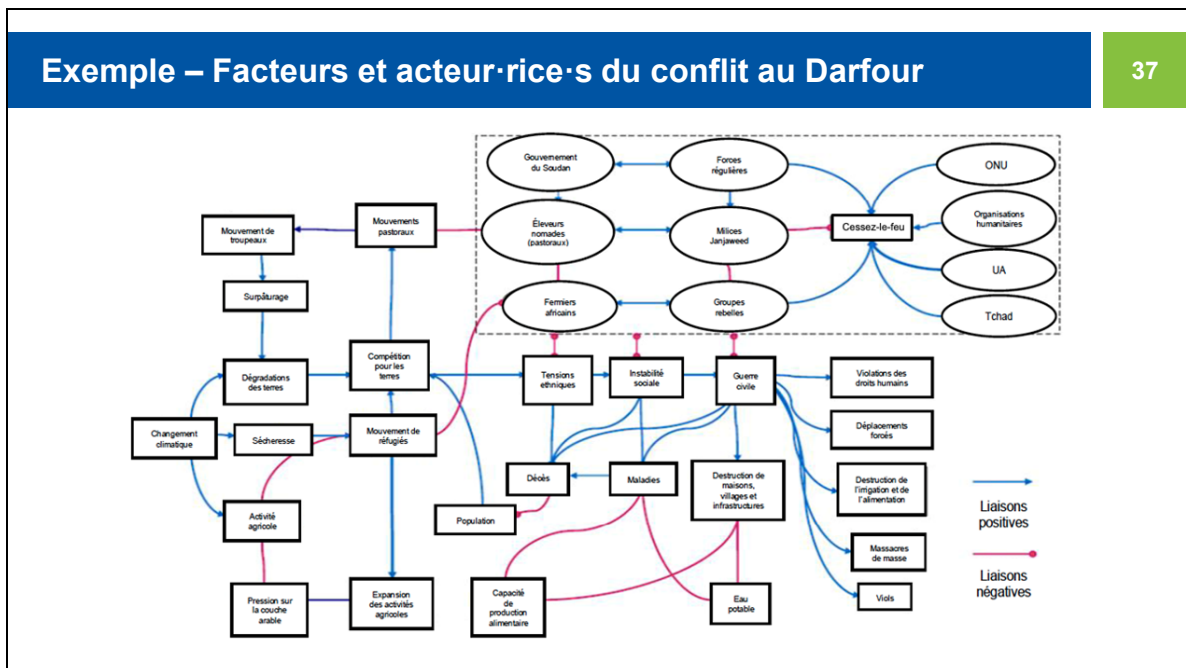 Exemple – Facteurs et acteur·rice·s du conflit au Darfour
37
Gouvernement
du Soudan
Forces
régulières
ONU
Mouvement de
troupeaux
Mouvements
pastoraux
Éleveurs
nomades
(pastoraux)
Milices
Janjaweed
Cessez-le-feu
Organisations
humanitaires
Surpâturage
UA
Fermiers
africains
Groupes
rebelles
Tchad
Dégradations
des terres
Compétition
pour les
terres
Tensions
ethniques
Instabilité
sociale
Guerre
civile
Violations des
droits humains
Changement
climatique
Sécheresse
Mouvement de
réfugiés
Déplacements
forcés
Décès
Maladies
Destruction de
maisons,
villages et
infrastructures
Destruction de
l'irrigation et de
l'alimentation
Liaisons
positives
Activité
agricole
Population
Massacres
de masse
Liaisons
négatives
Pression sur
la couche
arable
Expansion
des activités
agricoles
Capacité
de
production
alimentaire
Eau
potable
Viols